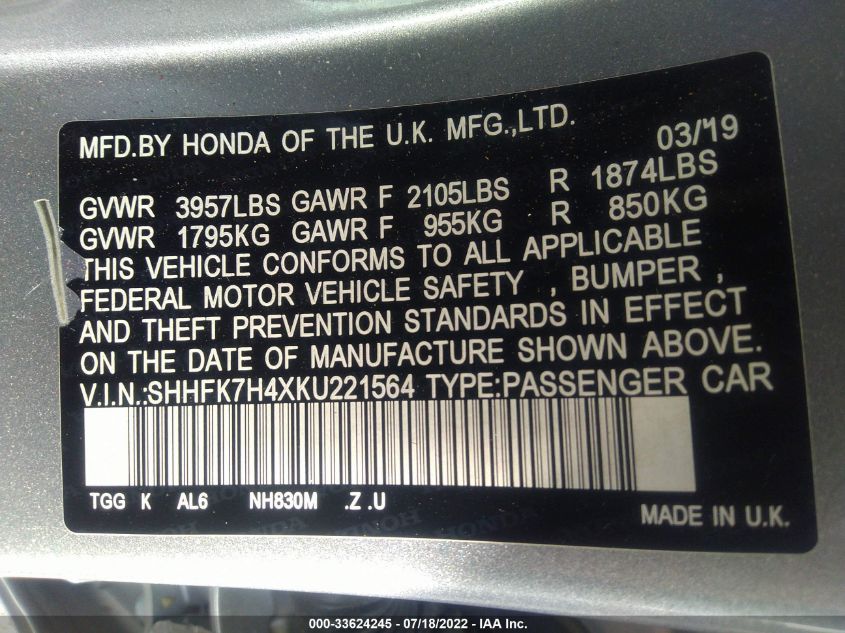 MFD.BY HONDA OF THE U.K. MFG.,LTD. 03/'19
GVWR 3957LBS GAWR F 2105LBS R 1874LBS
GVWR 1795KG GAWR F 955KG R 850KG
THIS VEHICLE CONFORMS TO ALL APPLICABLE
FEDERAL MOTOR VEHICLE SAFETY , BUMPER ,
AND THEFT PREVENTION STANDARDS IN EFFECT
ON THE DATE OF MANUFACTURE SHOWN ABOVE.
V.I.N.:SHHFK7H4XKU221564 TYPE:PASSENGER CAR
TGG K AL6 NH830M .Z .U
MADE IN U.K.
HONDA HONDA
000-33624245 - 07/18/2022 - IAA Inc.